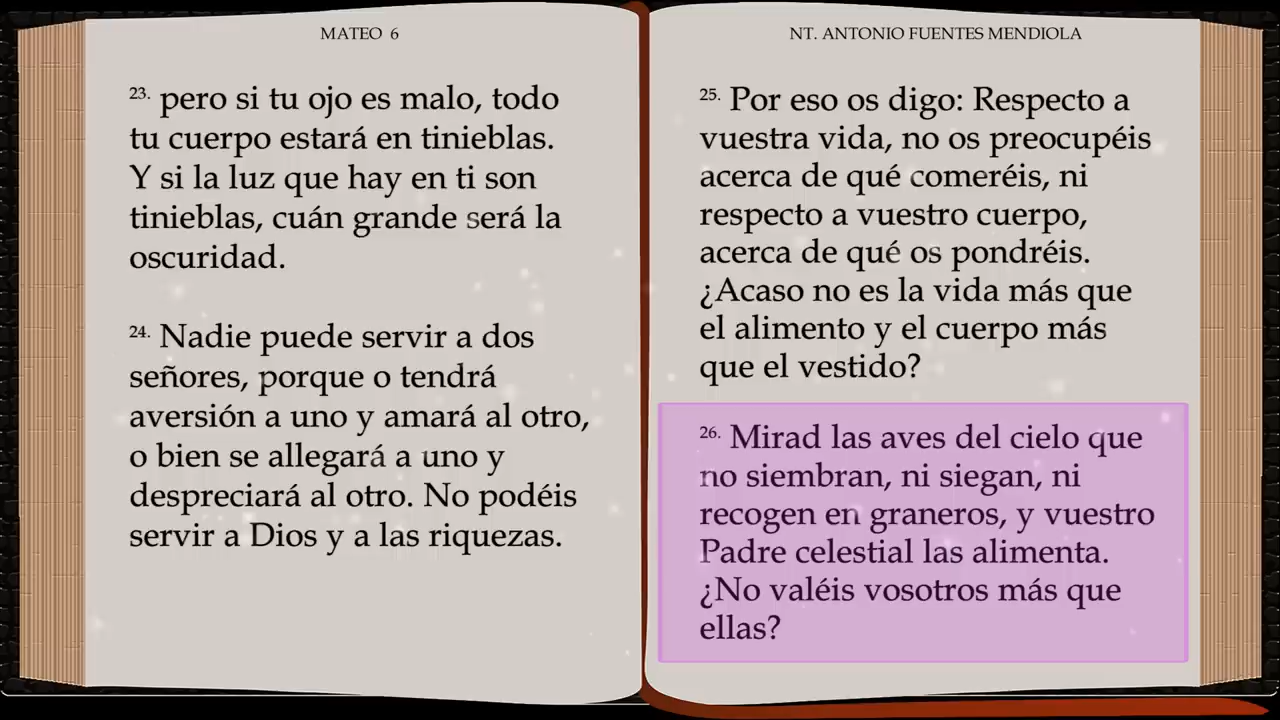 MATEO 6
23. pero si tu ojo es malo, todo
tu cuerpo estará en tinieblas.
Y si la luz que hay en ti son
tinieblas, cuán grande será la
oscuridad.
24. Nadie puede servir a dos
señores, porque o tendrá
aversión a uno y amará al otro,
o bien se allegará a uno y
despreciará al otro. No podéis
servir a Dios y a las riquezas.
NT. ANTONIO FUENTES MENDIOLA
25. Por eso os digo: Respecto a
vuestra vida, no os preocupéis
acerca de qué comeréis, ni
respecto a vuestro cuerpo,
acerca de qué os pondréis.
¿Acaso no es la vida más que
el alimento y el cuerpo más
que el vestido?
26. Mirad las aves del cielo que
no siembran, ni siegan, ni
recogen en graneros, y vuestro
Padre celestial las alimenta.
¿No valéis vosotros más que
ellas?